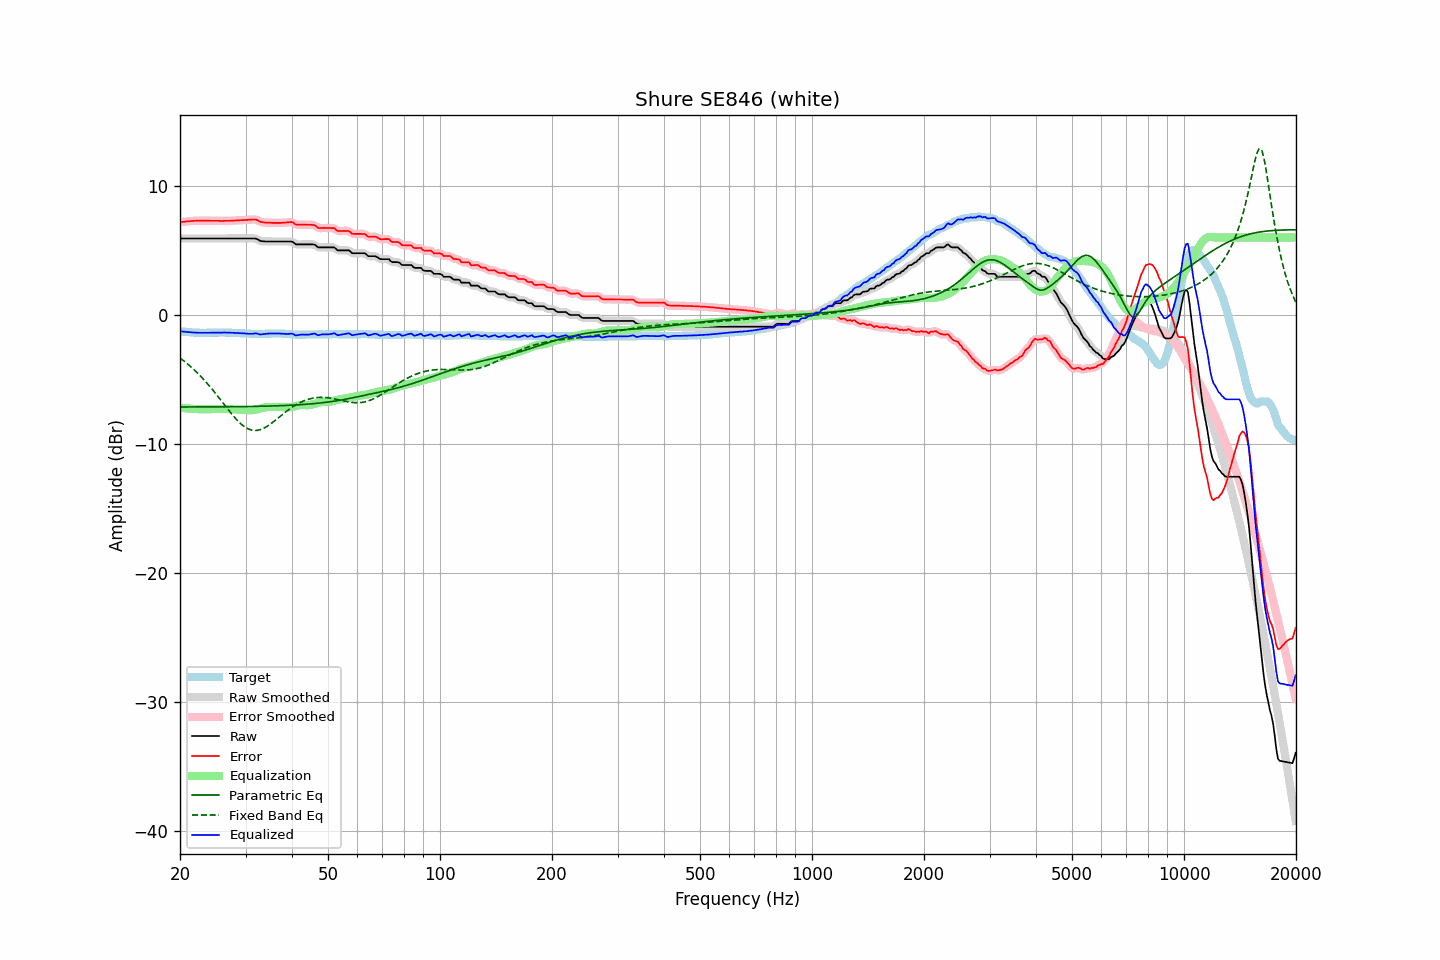 Shure SE846 (white)
Amplitude (dBr)
10
0
−10
−20
−30
−40
Target
Raw Smoothed
Error Smoothed
Raw
Error
Equalization
Parametric Eq
Fixed Band Eq
Equalized
20 50 100 200 500 1000 2000 5000 10000 20000
Frequency (Hz)